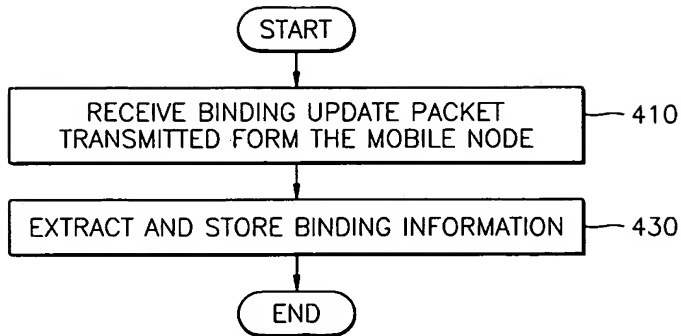 START
RECEIVE BINDING UPDATE PACKET
TRANSMITTED FORM THE MOBILE NODE
410
EXTRACT AND STORE BINDING INFORMATION
430
END